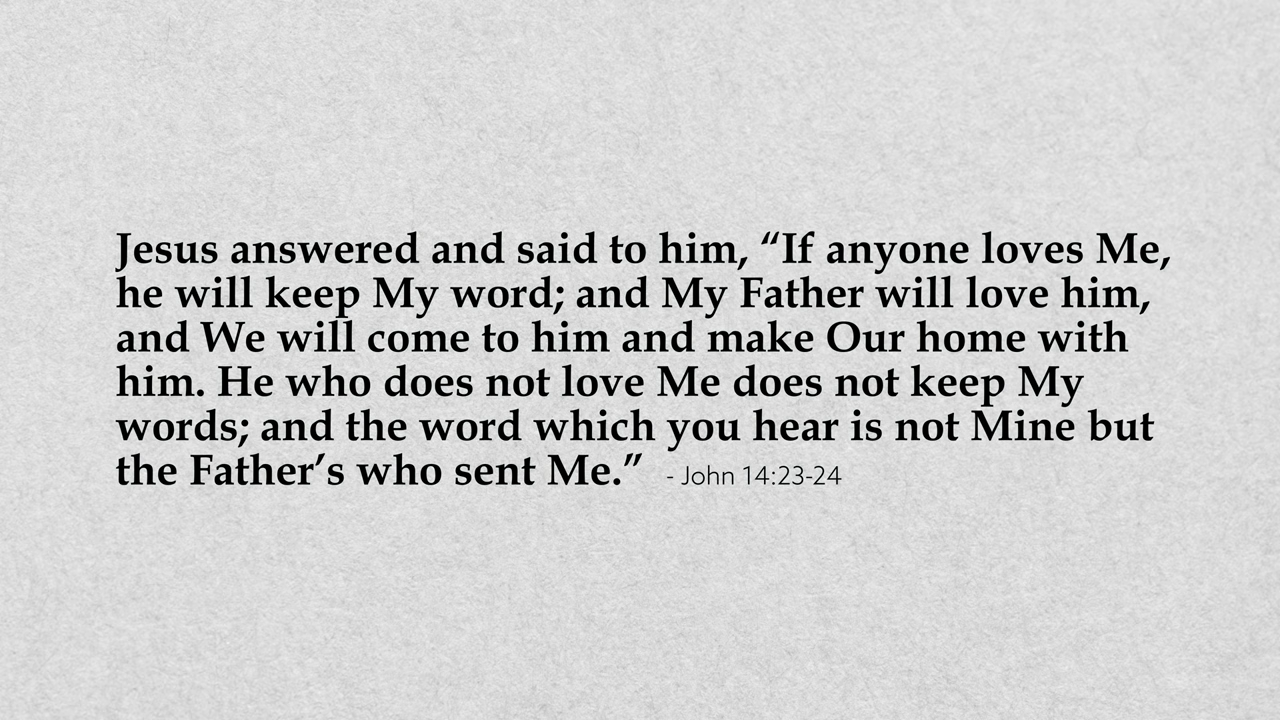 Jesus answered and said to him, “If anyone loves Me,
he will keep My word; and My Father will love him,
and We will come to him and make Our home with
him. He who does not love Me does not keep My
words; and the word which you hear is not Mine but
the Father’s who sent Me.” - John 14:23-24